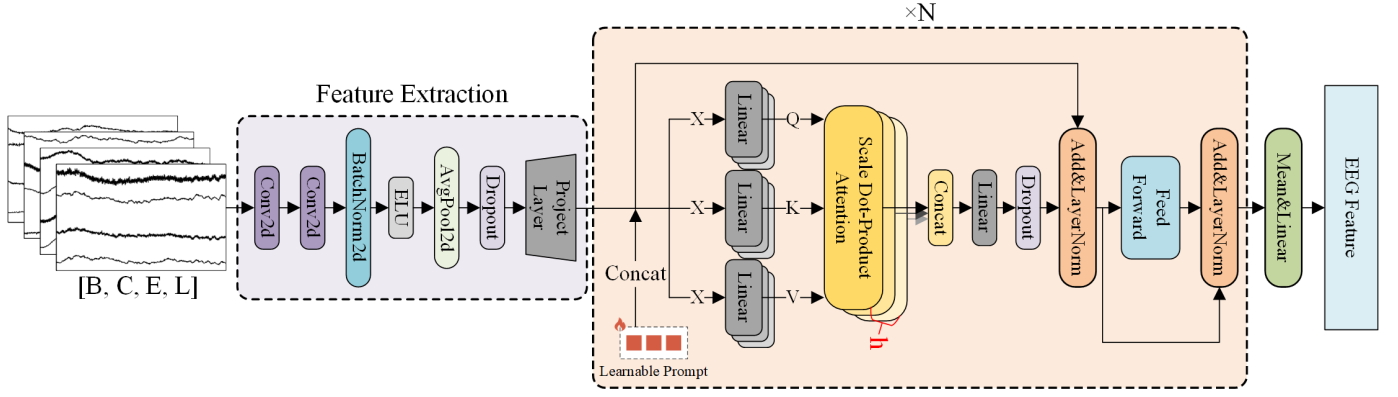 ×N
Feature Extraction
[B, C, E, L]
Conv2d
Conv2d
BatchNorm2d
ELU
AvgPool2d
Dropout
Project
Layer
Concat
Learnable Prompt
X
X
X
Linear
Linear
Linear
Q
K
V
Scale Dot-Product
Attention
h
Concat
Linear
Dropout
Add&LayerNorm
Feed
Forward
Add&LayerNorm
Mean&Linear
EEG Feature